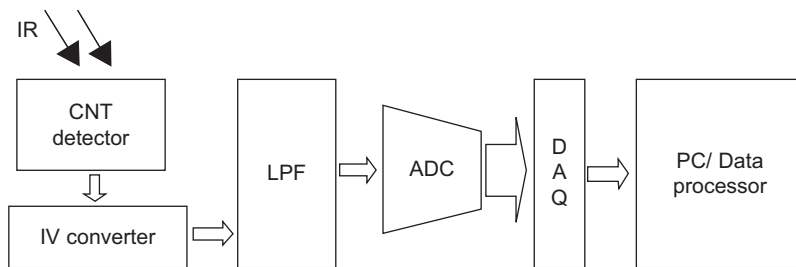 IR
CNT
detector
IV converter
LPF
ADC
D
A
Q
PC/ Data
processor